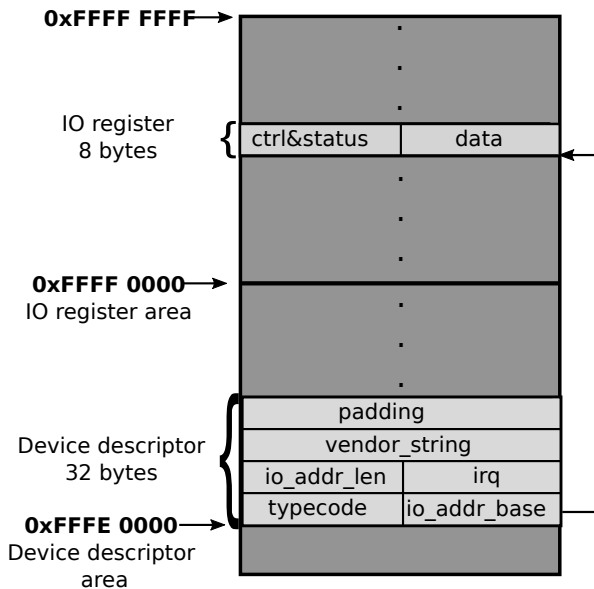 0xFFFF FFFF
IO register
8 bytes
ctrl&status
data
0xFFFF 0000
IO register area
padding
vendor_string
Device descriptor
32 bytes
io_addr_len
irq
typecode
io_addr_base
0xFFFE 0000
Device descriptor
area